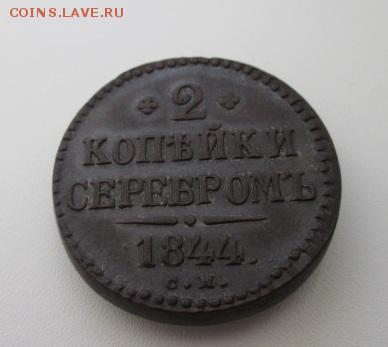 COINS.LAVE.RU
2
КОПѢЙКИ
СЕРЕБРОМЪ
1844.
С.М.